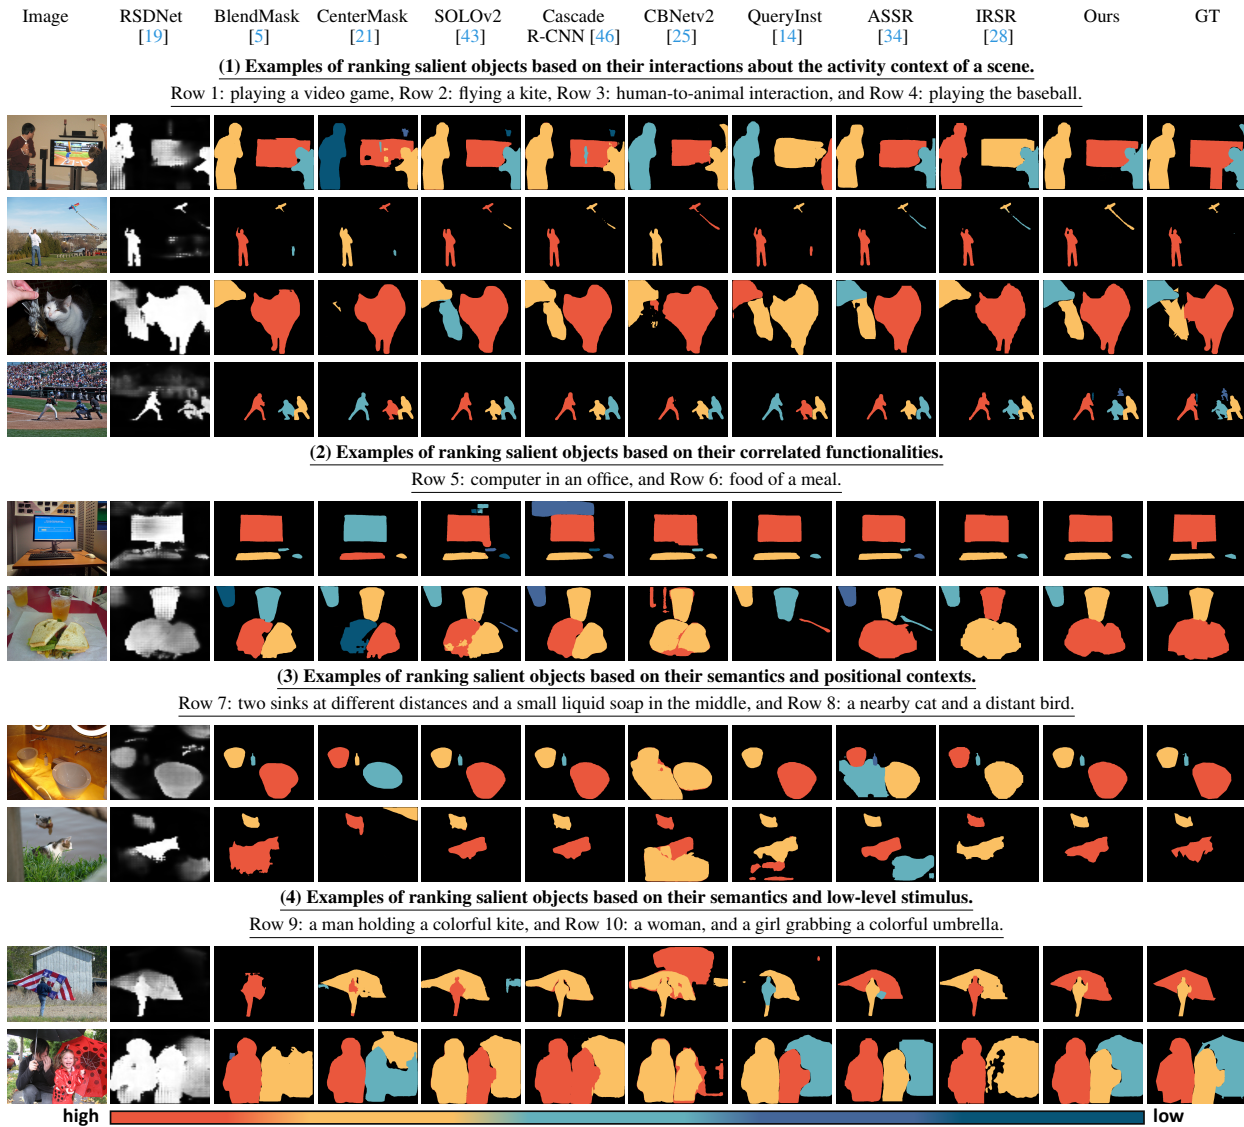 Image RSDNet BlendMask CenterMask SOLOv2 Cascade CBNetv2 QueryInst ASSR IRSR Ours GT
[19] [5] [21] [43] R-CNN [46] [25] [14] [34] [28]
(1) Examples of ranking salient objects based on their interactions about the activity context of a scene.
Row 1: playing a video game, Row 2: flying a kite, Row 3: human-to-animal interaction, and Row 4: playing the baseball.
(2) Examples of ranking salient objects based on their correlated functionalities.
Row 5: computer in an office, and Row 6: food of a meal.
(3) Examples of ranking salient objects based on their semantics and positional contexts.
Row 7: two sinks at different distances and a small liquid soap in the middle, and Row 8: a nearby cat and a distant bird.
(4) Examples of ranking salient objects based on their semantics and low-level stimulus.
Row 9: a man holding a colorful kite, and Row 10: a woman, and a girl grabbing a colorful umbrella.
high low